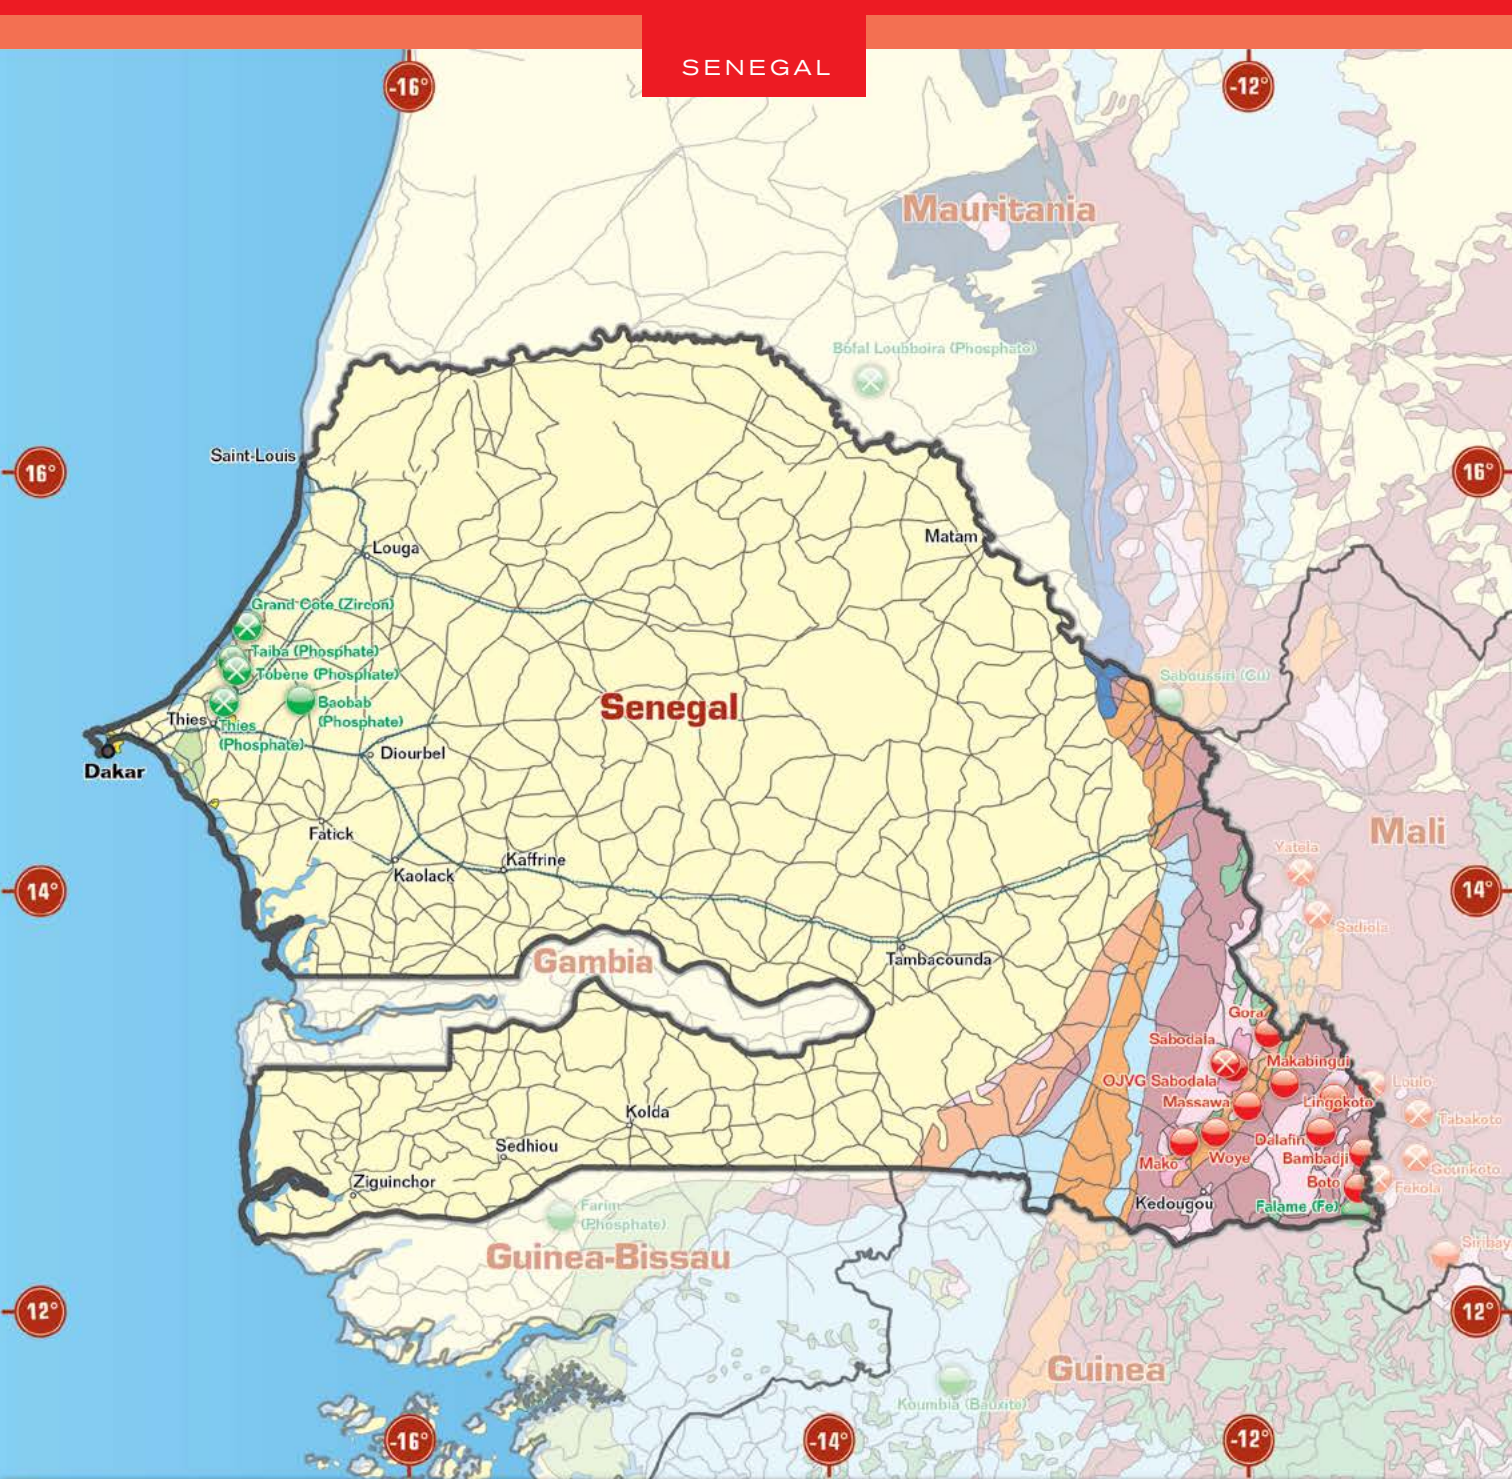 SENEGAL
-16°
-12°
Mauritania
Bofal Loubboira (Phosphate)
Saint-Louis
16°
16°
Matam
Louga
Grand Côte (Zircon)
Taiba (Phosphate)
Tobène (Phosphate)
Saboussiri (Cu)
Baobab
(Phosphate)
Thies
Thies
(Phosphate)
Senegal
Diourbel
Dakar
Fatick
Mali
Kaffrine
Yatela
Kaolack
14°
14°
Sadiola
Gambia
Tambacounda
Gora
Sabodala
Makabingui
OJVG Sabodala
Loulo
Massawa
Lingokoto
Kolda
Tabakoto
Sedhiou
Dalafin
Bambadji
Mako
Woye
Gounkoto
Ziguinchor
Boto
Fekola
Kedougou
Falame (Fe)
Farim
(Phosphate)
Guinea-Bissau
Siribay
12°
12°
Guinea
Koumbia (Bauxite)
-16°
-14°
-12°